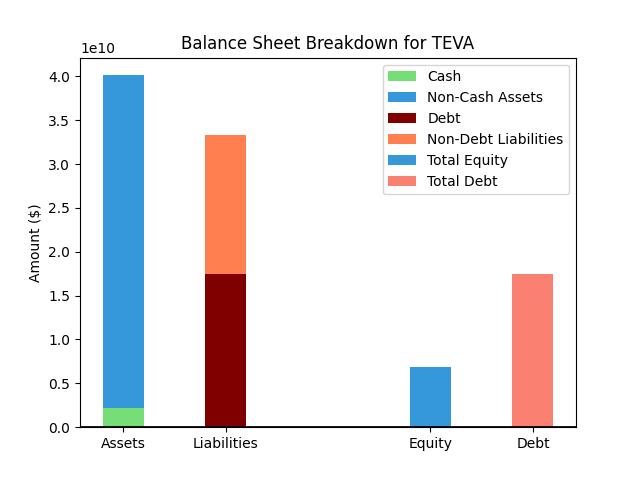 Balance Sheet Breakdown for TEVA
1e10
4.0
3.5
3.0
2.5
2.0
1.5
1.0
0.5
0.0
Amount ($)
Cash
Non-Cash Assets
Debt
Non-Debt Liabilities
Total Equity
Total Debt
Assets
Liabilities
Equity
Debt